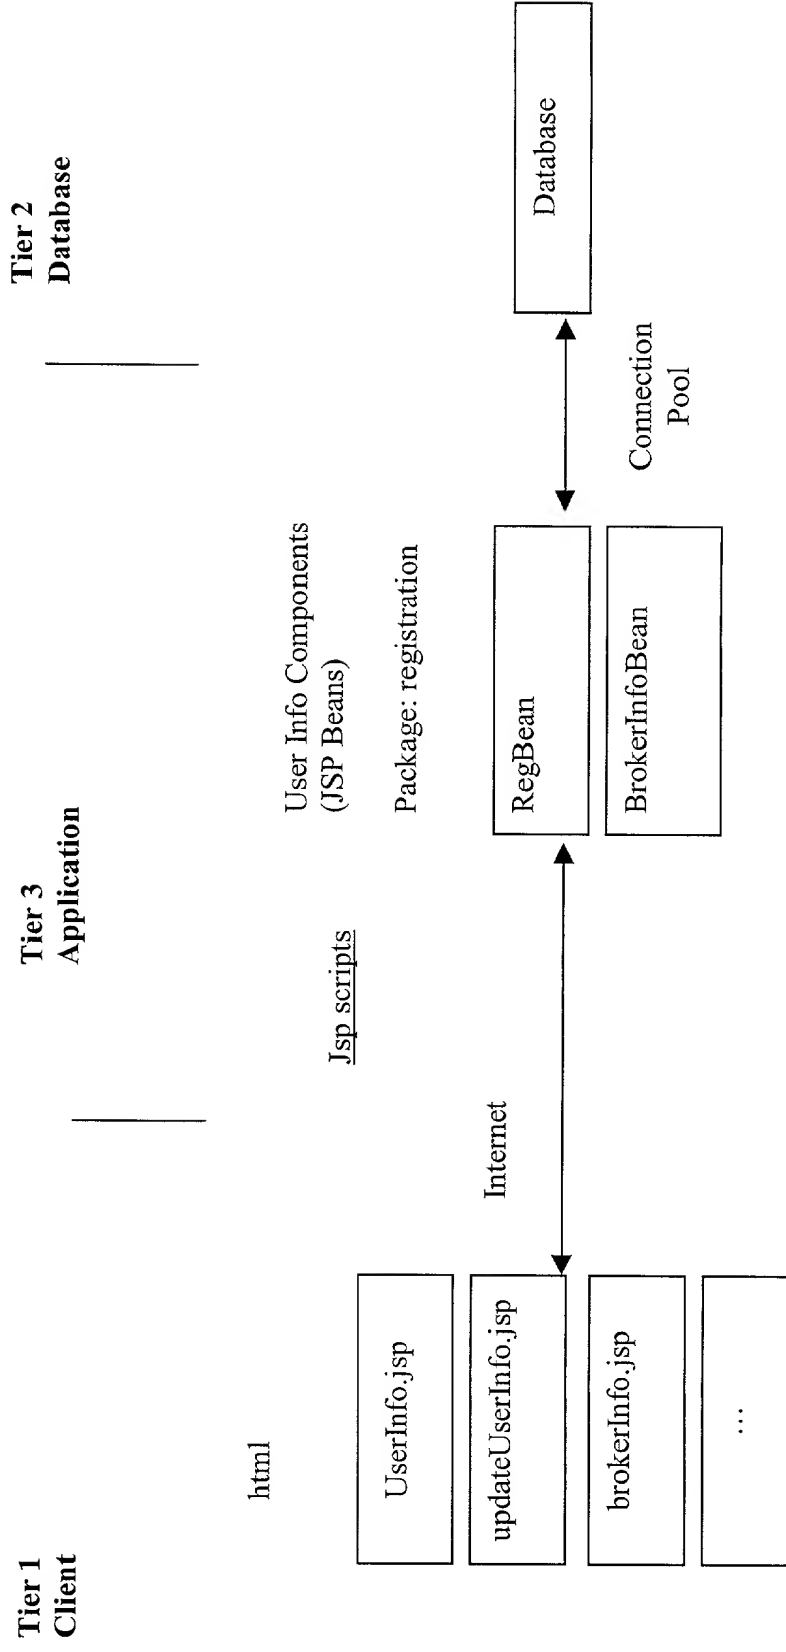 Tier 1
Client
Tier 3
Application
Tier 2
Database
html
Jsp scripts
User Info Components
(JSP Beans)
Package: registration
UserInfo.jsp
updateUserInfo.jsp
brokerInfo.jsp
...
Internet
RegBean
BrokerInfoBean
Connection
Pool
Database